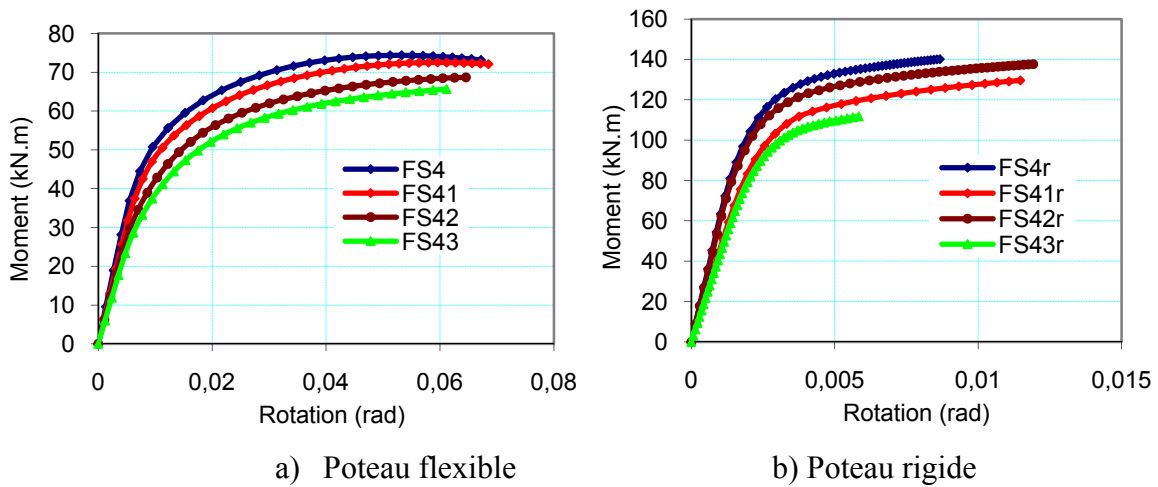 80
70
60
50
40
30
20
10
0
Moment (kN.m)
0
0,02
0,04
0,06
0,08
Rotation (rad)
FS4
FS41
FS42
FS43
a) Poteau flexible
160
140
120
100
80
60
40
20
0
Moment (kN.m)
0
0,005
0,01
0,015
Rotation (rad)
FS4r
FS41r
FS42r
FS43r
b) Poteau rigide